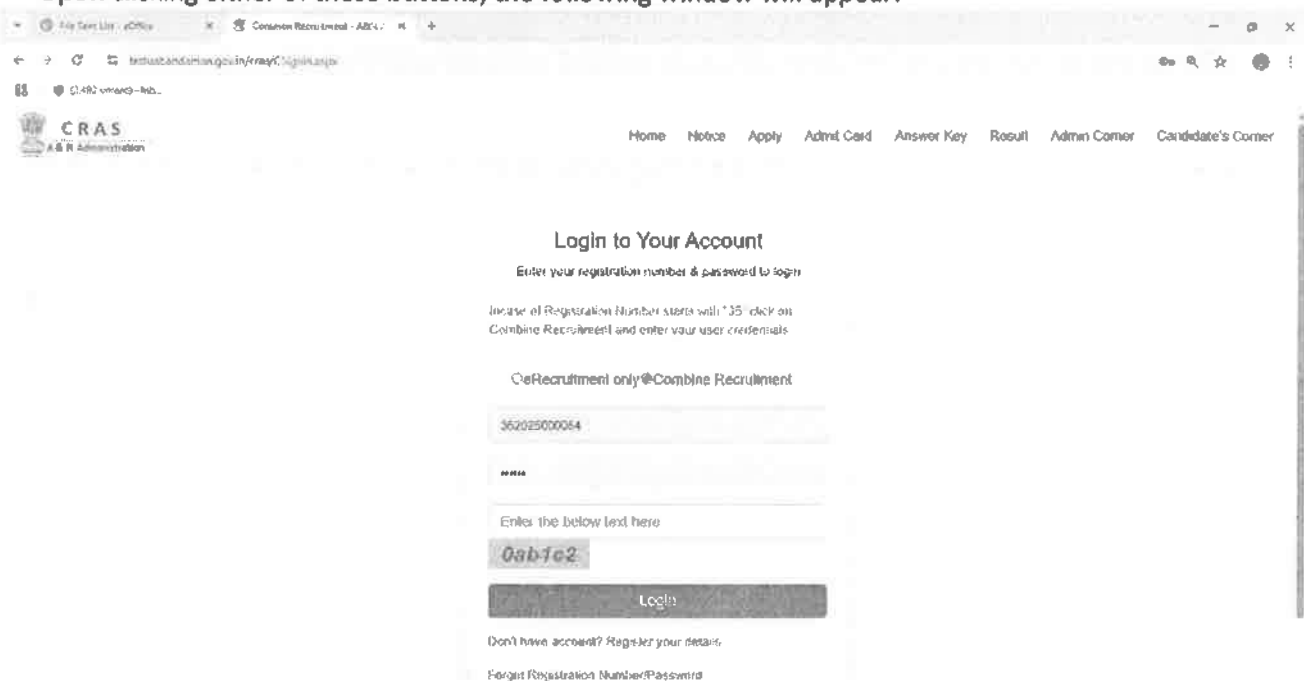 Upon clicking either of these buttons, the following window will appear:
Common Recruitment -
CRAS
A & N Administration
Home Notice Apply Admit Card Answer Key Result Admin Corner Candidate's Corner
Login to Your Account
Enter your registration number & password to login
Incase of Registration Number starts with "35" click on
Combine Recruitment and enter your user credentials
eRecruitment only Combine Recruitment
352025000054
Enter the below text here
0ab1c2
Login
Don't have account? Register your details
Forgot Registration Number/Password